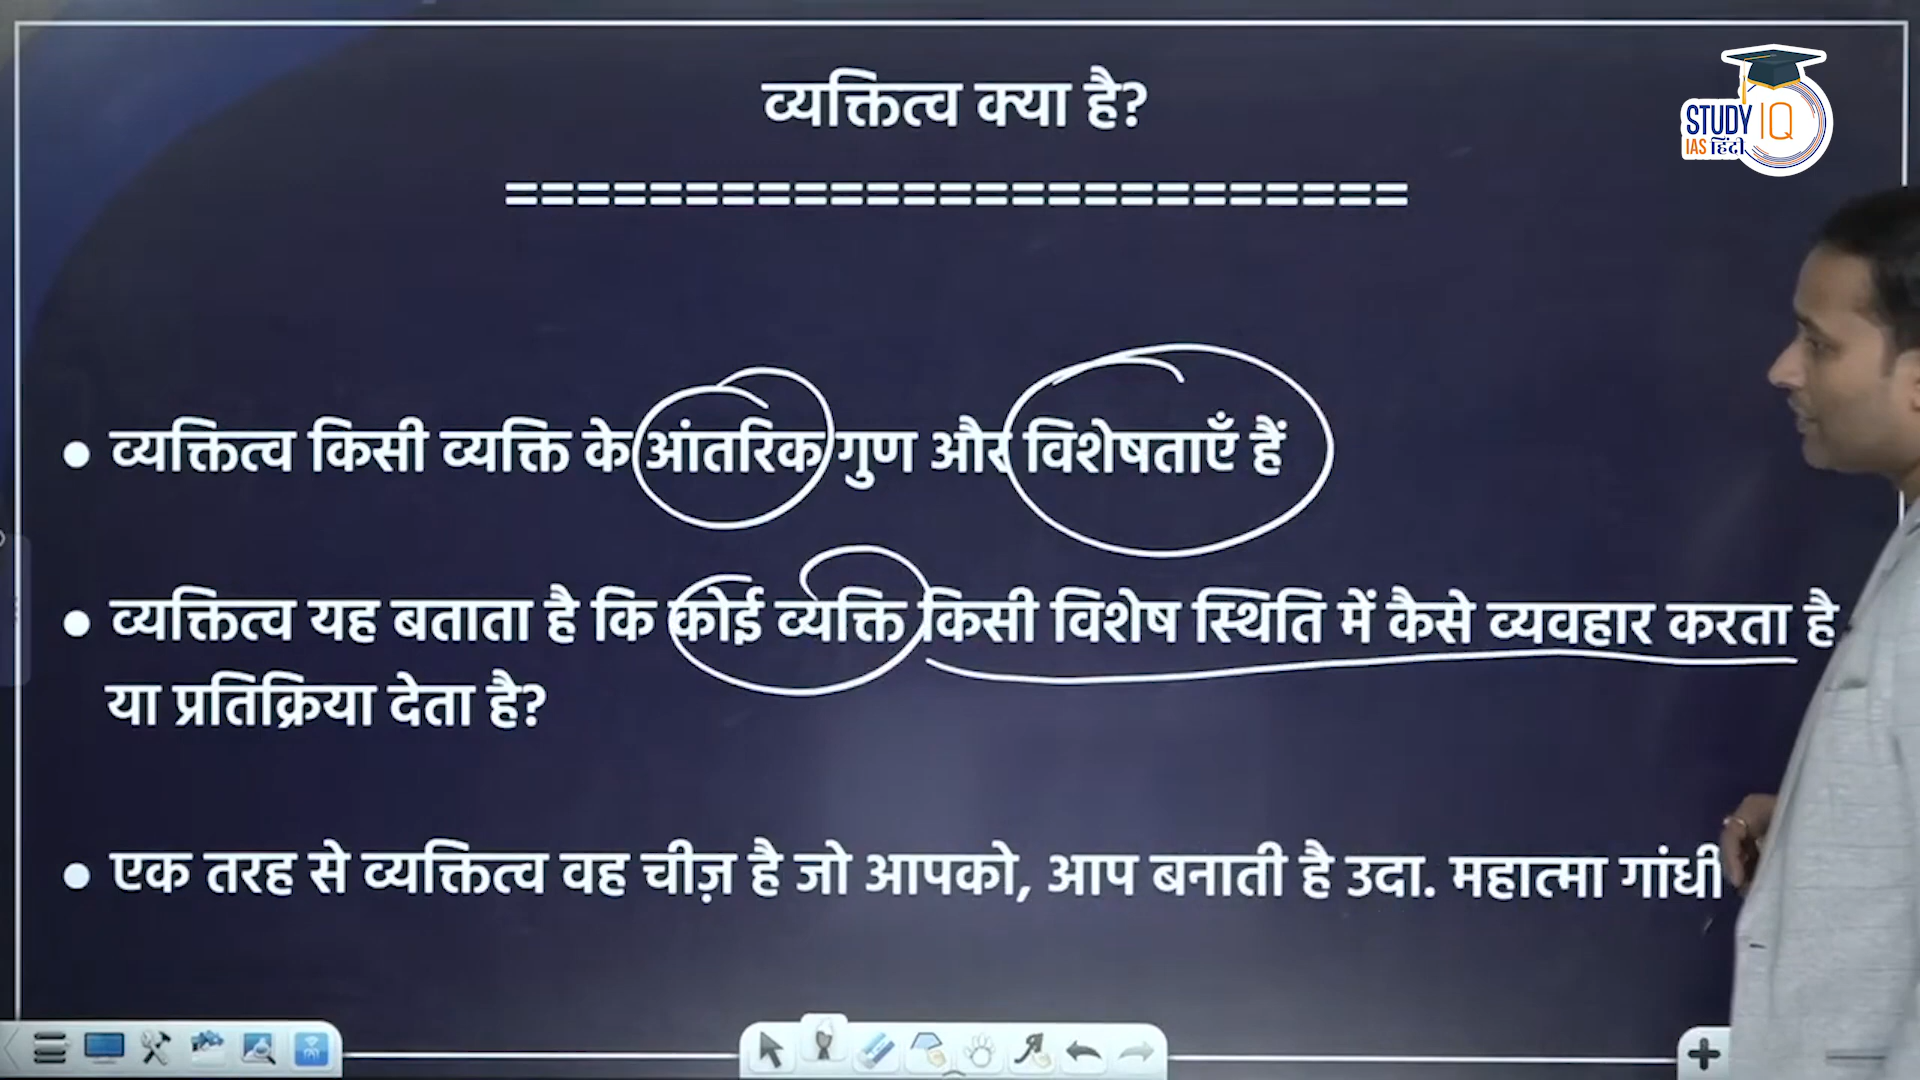 व्यक्तित्व क्या है?
STUDY IQ
IAS हिंदी
=========================
• व्यक्तित्व किसी व्यक्ति के आंतरिक गुण और विशेषताएँ हैं
• व्यक्तित्व यह बताता है कि कोई व्यक्ति किसी विशेष स्थिति में कैसे व्यवहार करता है
या प्रतिक्रिया देता है?
• एक तरह से व्यक्तित्व वह चीज़ है जो आपको, आप बनाती है उदा. महात्मा गांधी